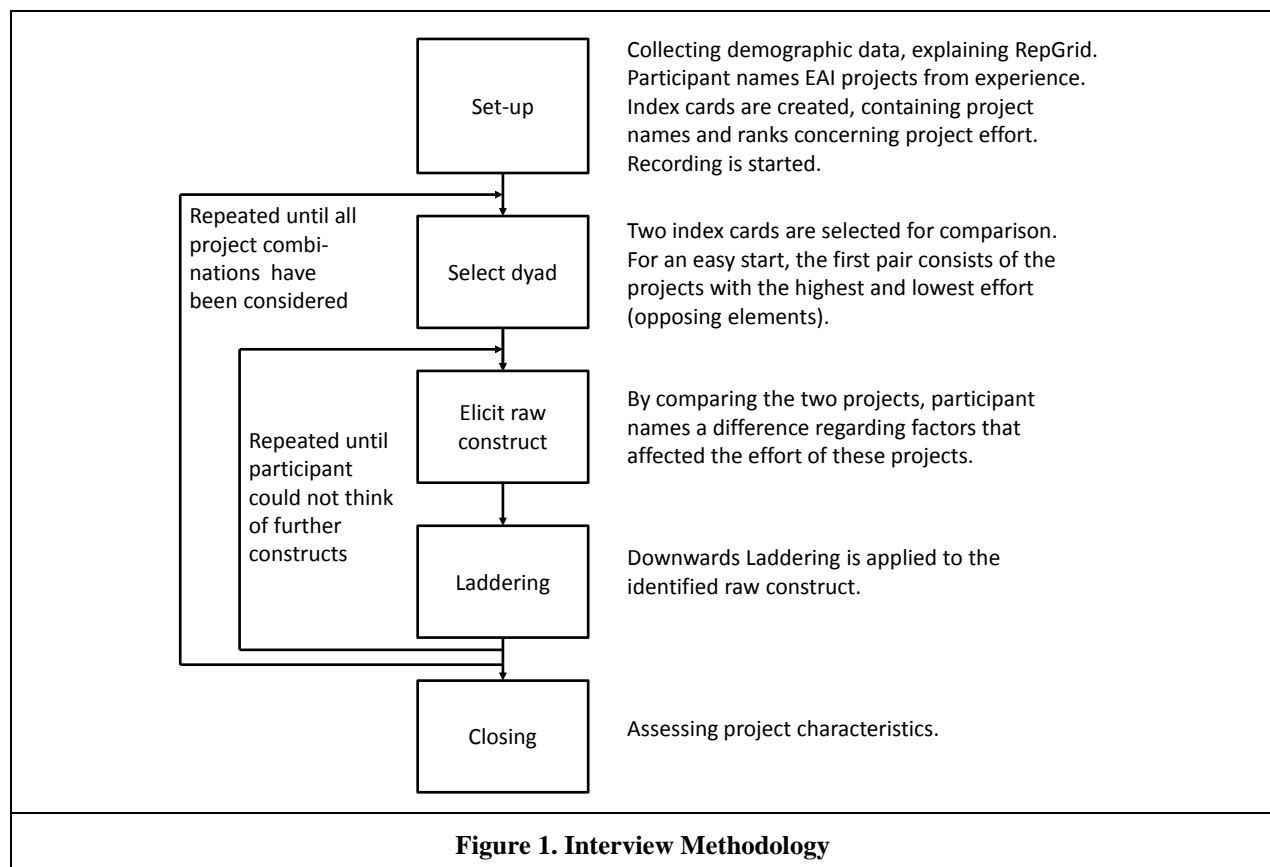 Set-up
Collecting demographic data, explaining RepGrid.
Participant names EAI projects from experience.
Index cards are created, containing project
names and ranks concerning project effort.
Recording is started.
Repeated until all
project combi-
nations have
been considered
Select dyad
Two index cards are selected for comparison.
For an easy start, the first pair consists of the
projects with the highest and lowest effort
(opposing elements).
Repeated until
participant
could not think
of further
constructs
Elicit raw
construct
By comparing the two projects, participant
names a difference regarding factors that
affected the effort of these projects.
Laddering
Downwards Laddering is applied to the
identified raw construct.
Closing
Assessing project characteristics.
Figure 1. Interview Methodology